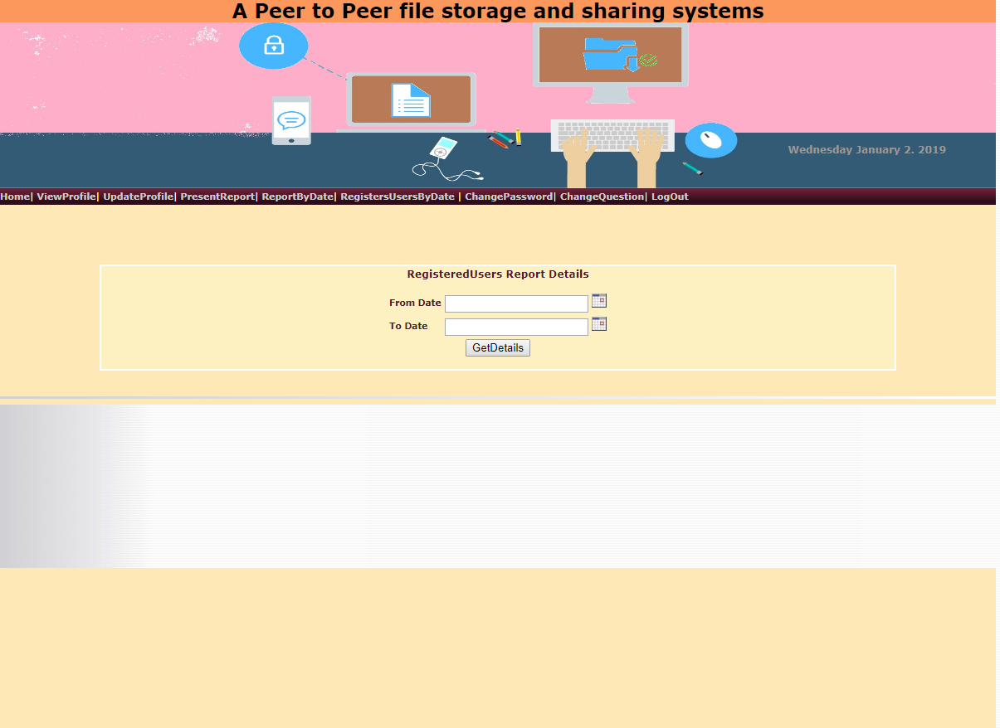 A Peer to Peer file storage and sharing systems
Wednesday January 2. 2019
Home| ViewProfile| UpdateProfile| PresentReport| ReportByDate| RegistersUsersByDate | ChangePassword| ChangeQuestion| LogOut
RegisteredUsers Report Details
From Date
To Date
GetDetails